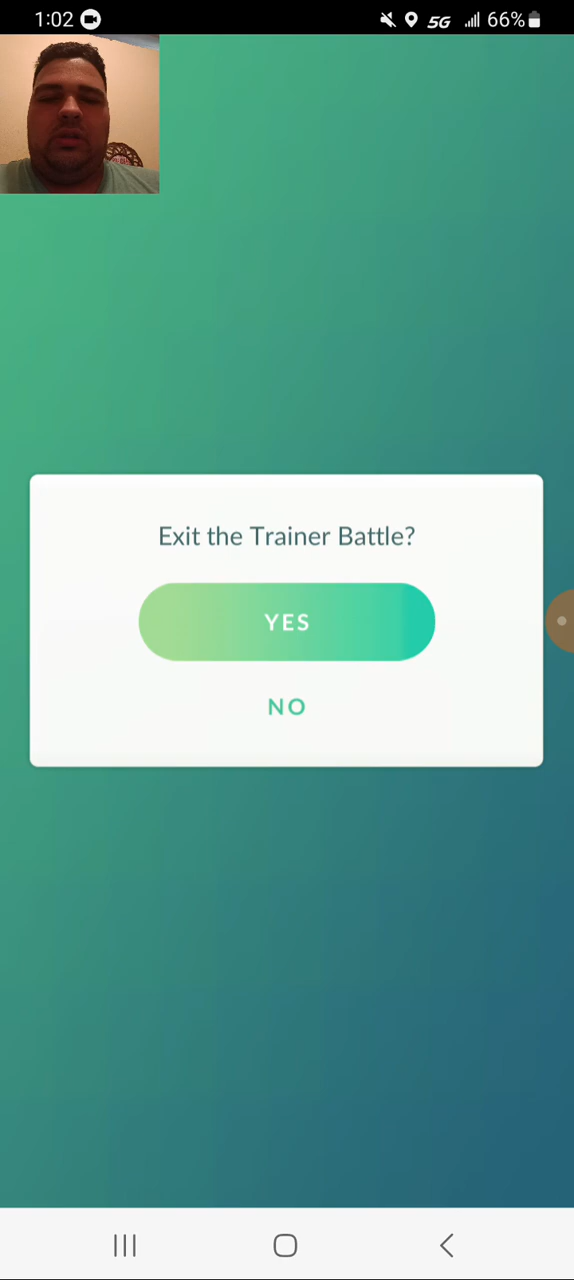 1:02 5G 66%
Exit the Trainer Battle?
YES
NO